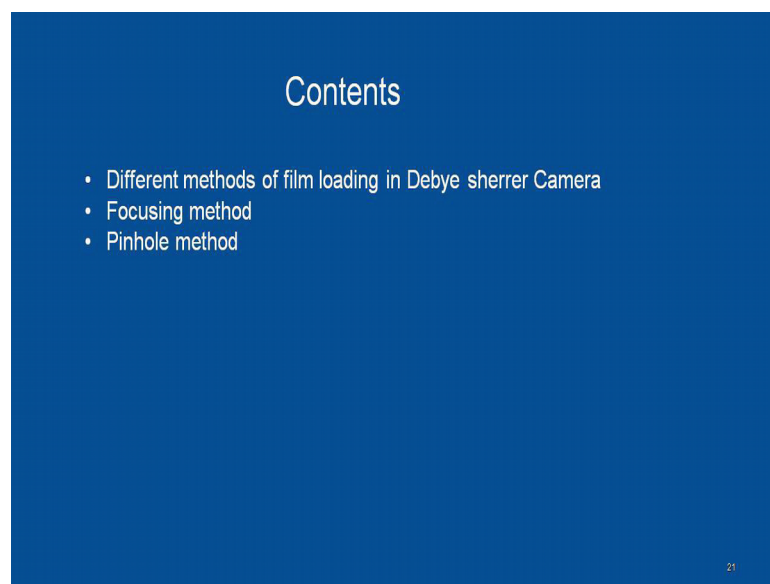 Contents
• Different methods of film loading in Debye sherrer Camera
• Focusing method
• Pinhole method
21